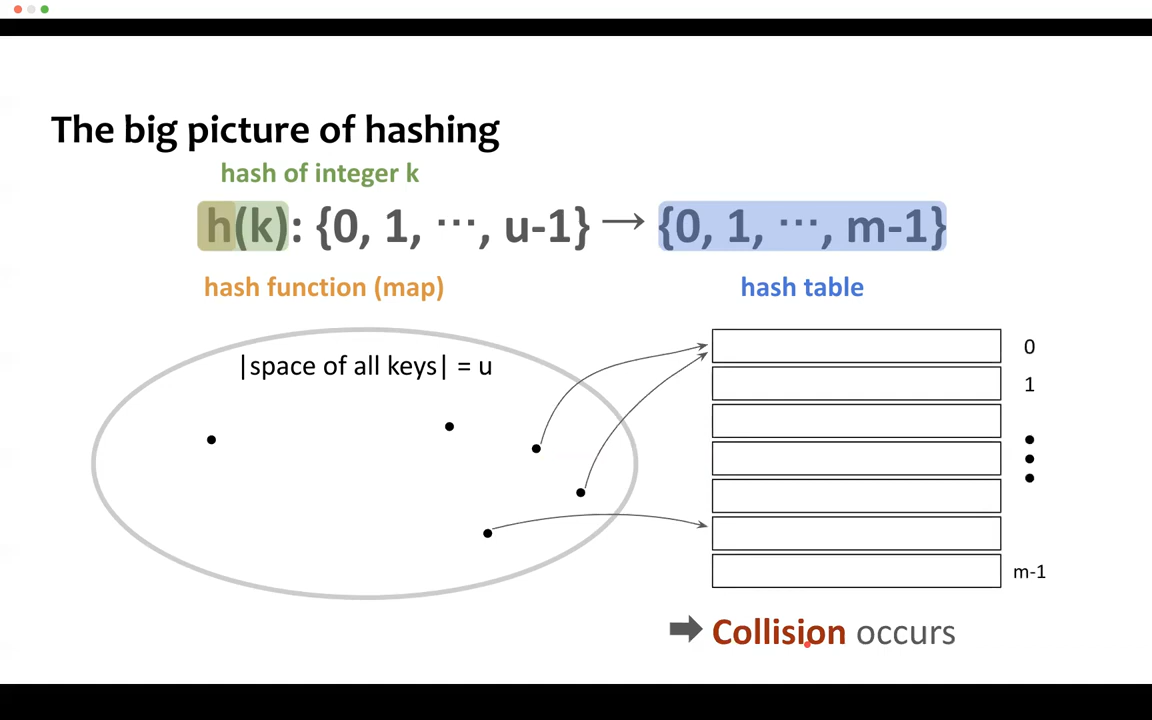 The big picture of hashing
hash of integer k
h(k): {0, 1, ⋯, u-1} → {0, 1, ⋯, m-1}
hash function (map)
hash table
|space of all keys| = u
0
1
m-1
➡ Collision occurs